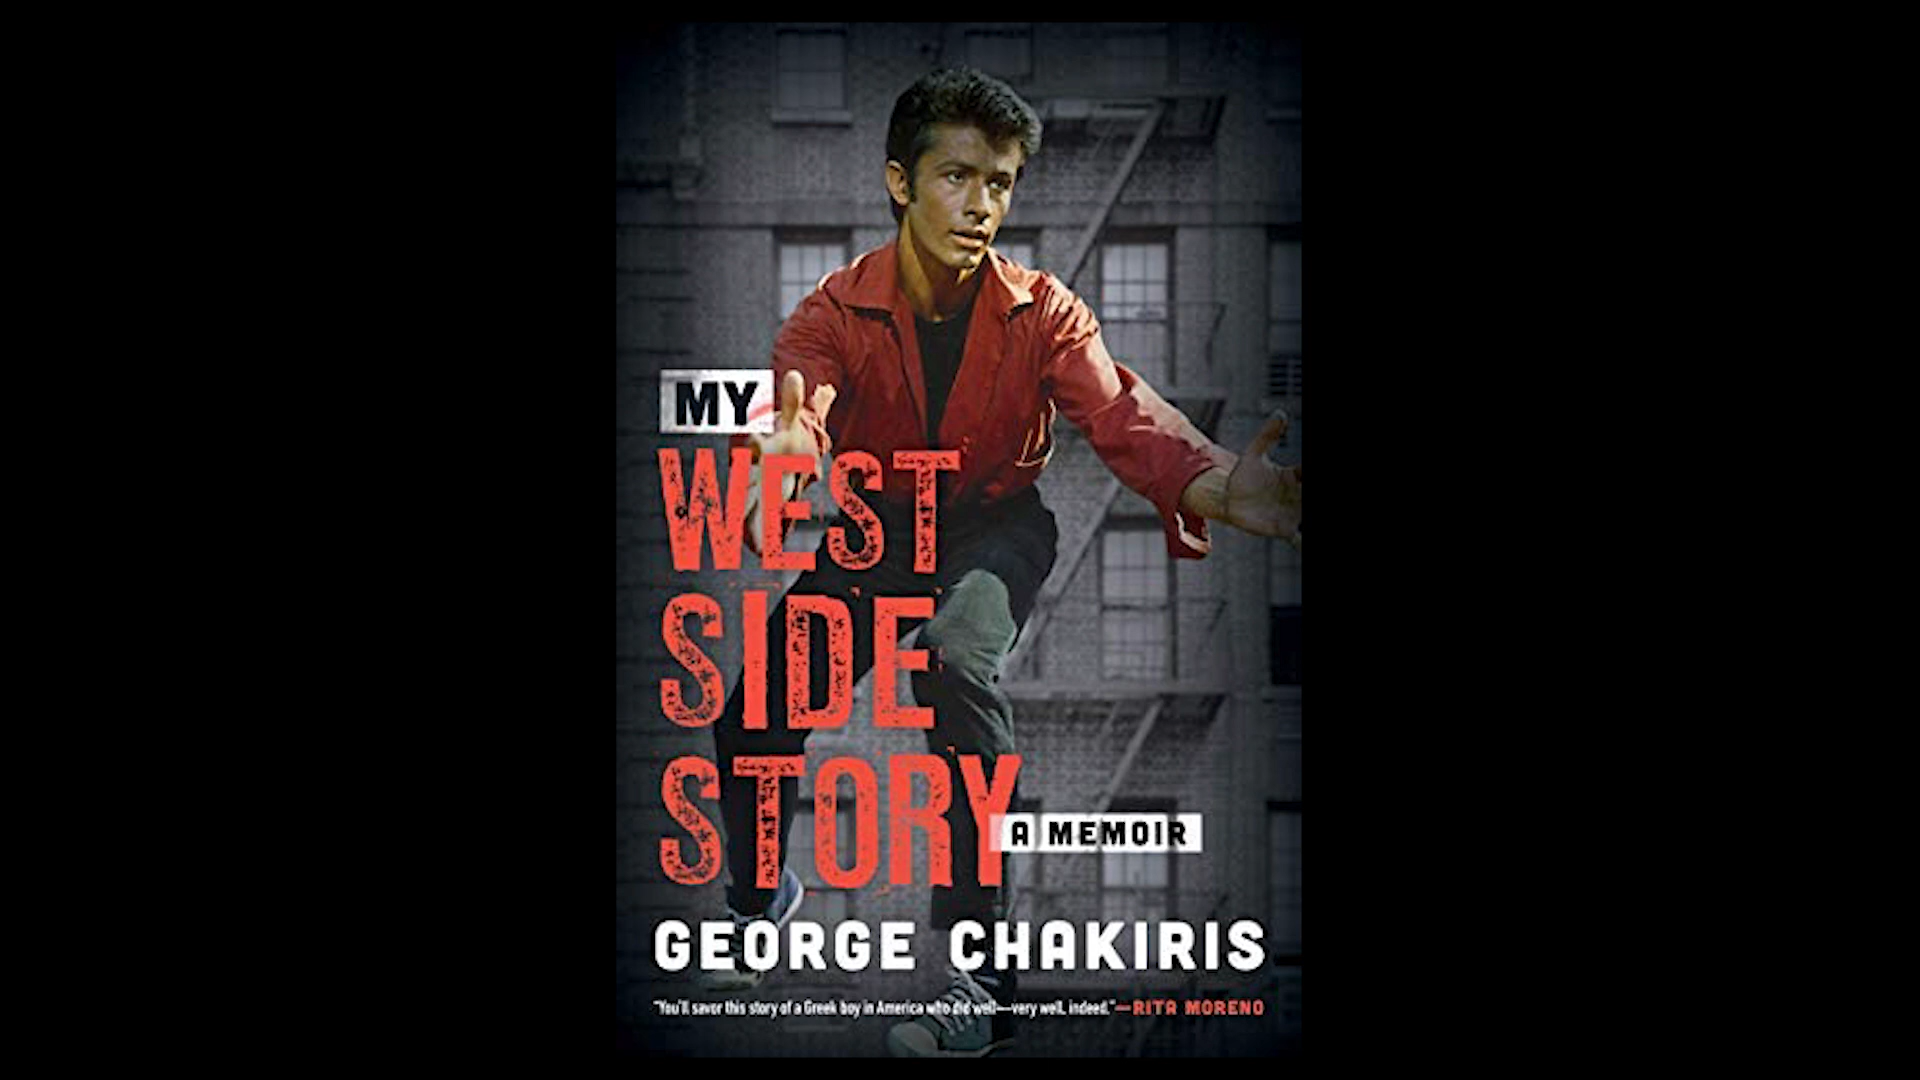 MY
WEST
SIDE
STORY
A MEMOIR
GEORGE CHAKIRIS
"You'll savor this story of a Greek boy in America who did well—very well, indeed."—RITA MORENO